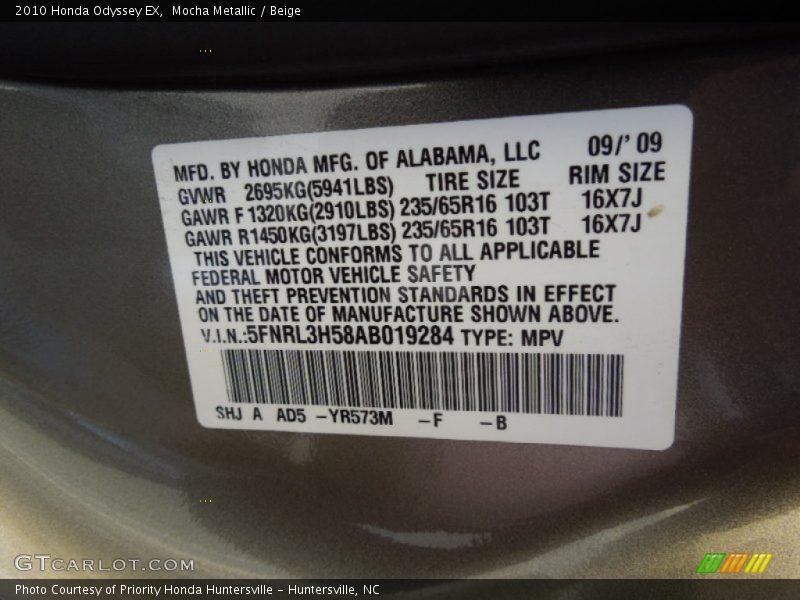 2010 Honda Odyssey EX,  Mocha Metallic / Beige
MFD. BY HONDA MFG. OF ALABAMA, LLC 09/' 09
GVWR 2695KG(5941LBS) TIRE SIZE RIM SIZE
GAWR F 1320KG(2910LBS) 235/65R16 103T 16X7J
GAWR R1450KG(3197LBS) 235/65R16 103T 16X7J
THIS VEHICLE CONFORMS TO ALL APPLICABLE
FEDERAL MOTOR VEHICLE SAFETY
AND THEFT PREVENTION STANDARDS IN EFFECT
ON THE DATE OF MANUFACTURE SHOWN ABOVE.
V.I.N.:5FNRL3H58AB019284 TYPE: MPV
SHJ A AD5 -YR573M -F -B
GTCARLOT.COM
Photo Courtesy of Priority Honda Huntersville – Huntersville, NC